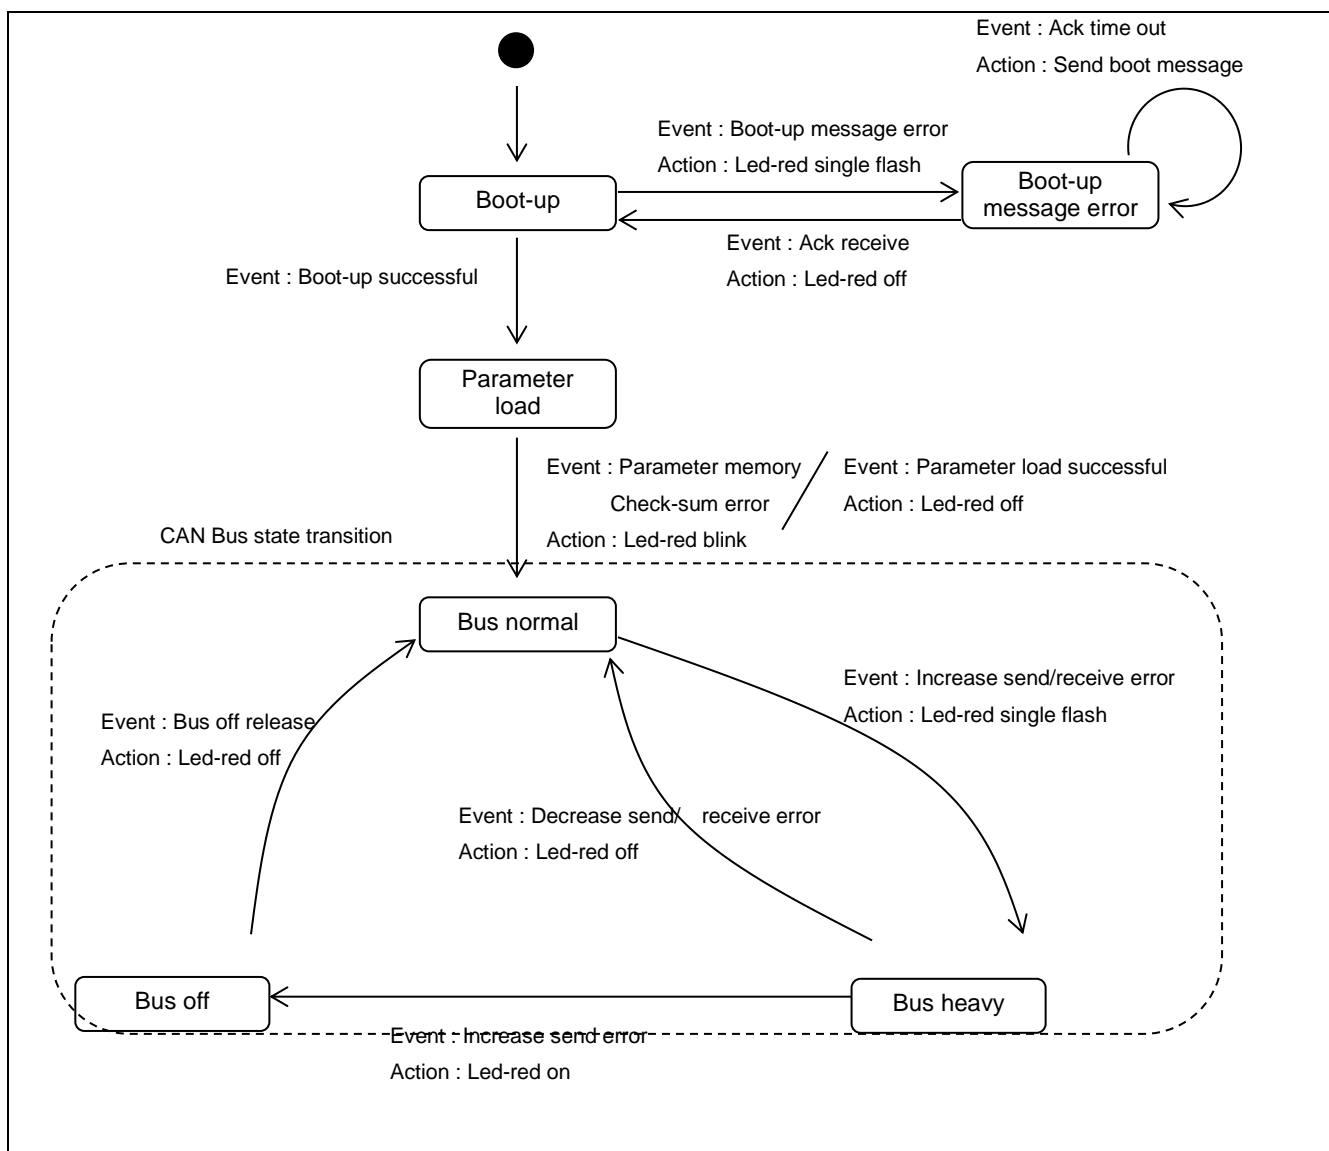 Event : Ack time out
Action : Send boot message
Event : Boot-up message error
Action : Led-red single flash
Boot-up
message error
Boot-up
Event : Ack receive
Action : Led-red off
Event : Boot-up successful
Parameter
load
Event : Parameter memory
Check-sum error
Action : Led-red blink
Event : Parameter load successful
Action : Led-red off
CAN Bus state transition
Bus normal
Event : Increase send/receive error
Action : Led-red single flash
Event : Bus off release
Action : Led-red off
Event : Decrease send/ receive error
Action : Led-red off
Bus off
Bus heavy
Event : Increase send error
Action : Led-red on